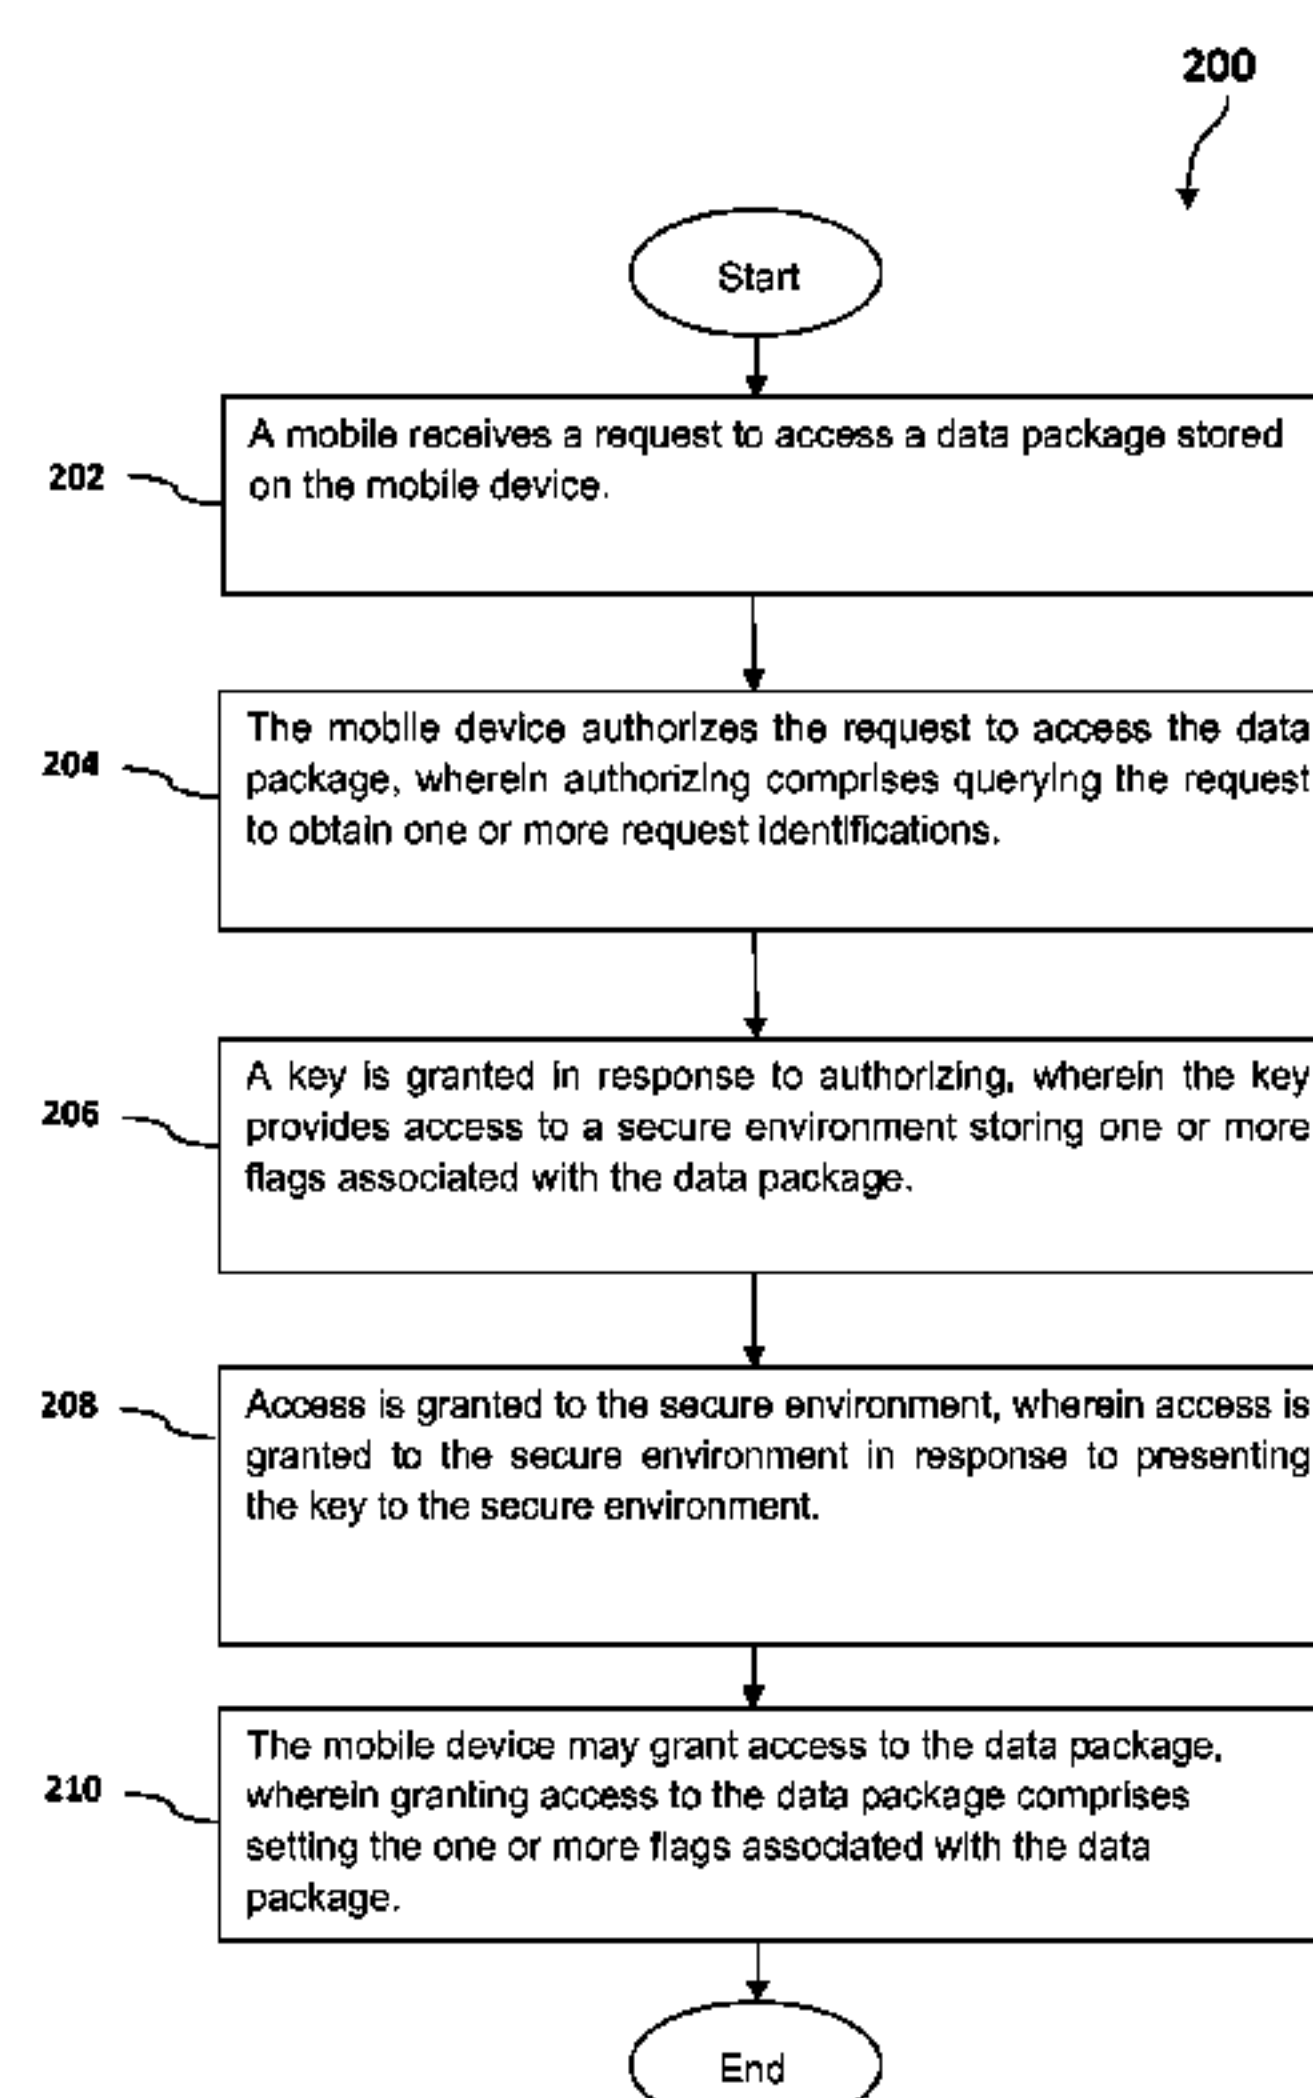 200
Start
202
A mobile receives a request to access a data package stored
on the mobile device.
204
The mobile device authorizes the request to access the data
package, wherein authorizing comprises querying the request
to obtain one or more request identifications.
206
A key is granted in response to authorizing, wherein the key
provides access to a secure environment storing one or more
flags associated with the data package.
208
Access is granted to the secure environment, wherein access is
granted to the secure environment in response to presenting
the key to the secure environment.
210
The mobile device may grant access to the data package,
wherein granting access to the data package comprises
setting the one or more flags associated with the data
package.
End